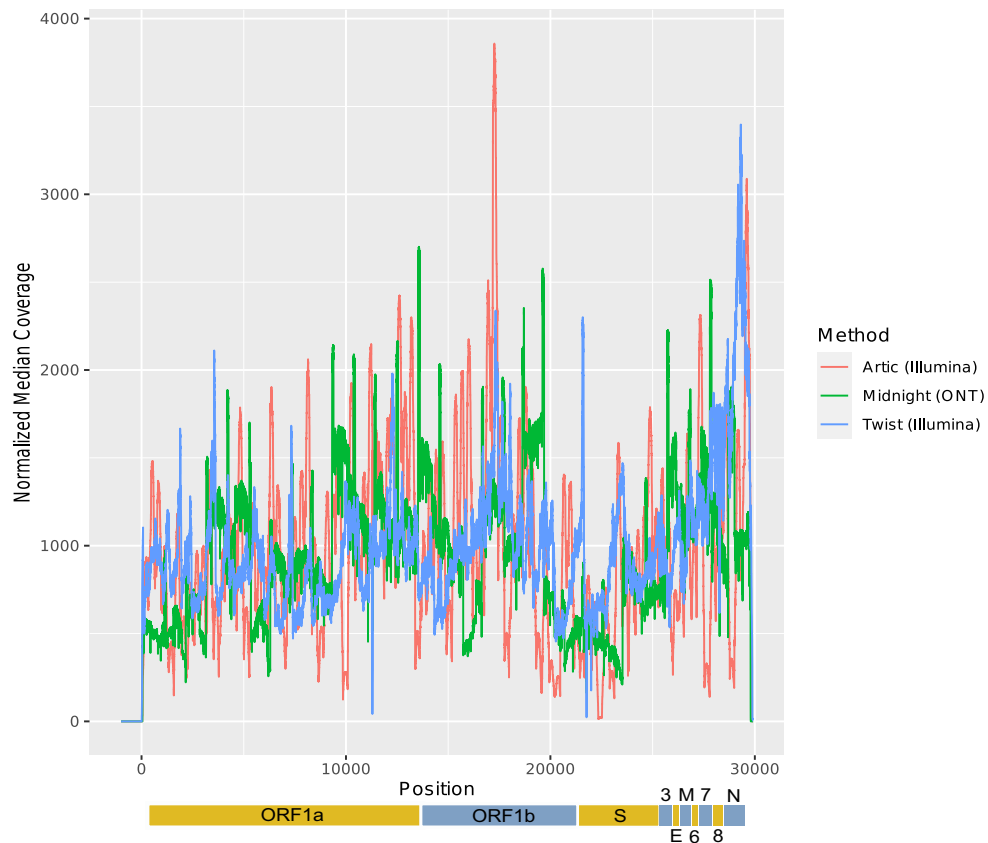 4000
3000
2000
1000
0
Normalized Median Coverage
0 10000 20000 30000
Position
Method
Artic (Illumina)
Midnight (ONT)
Twist (Illumina)
3 M 7 N
ORF1a ORF1b S
E 6 8